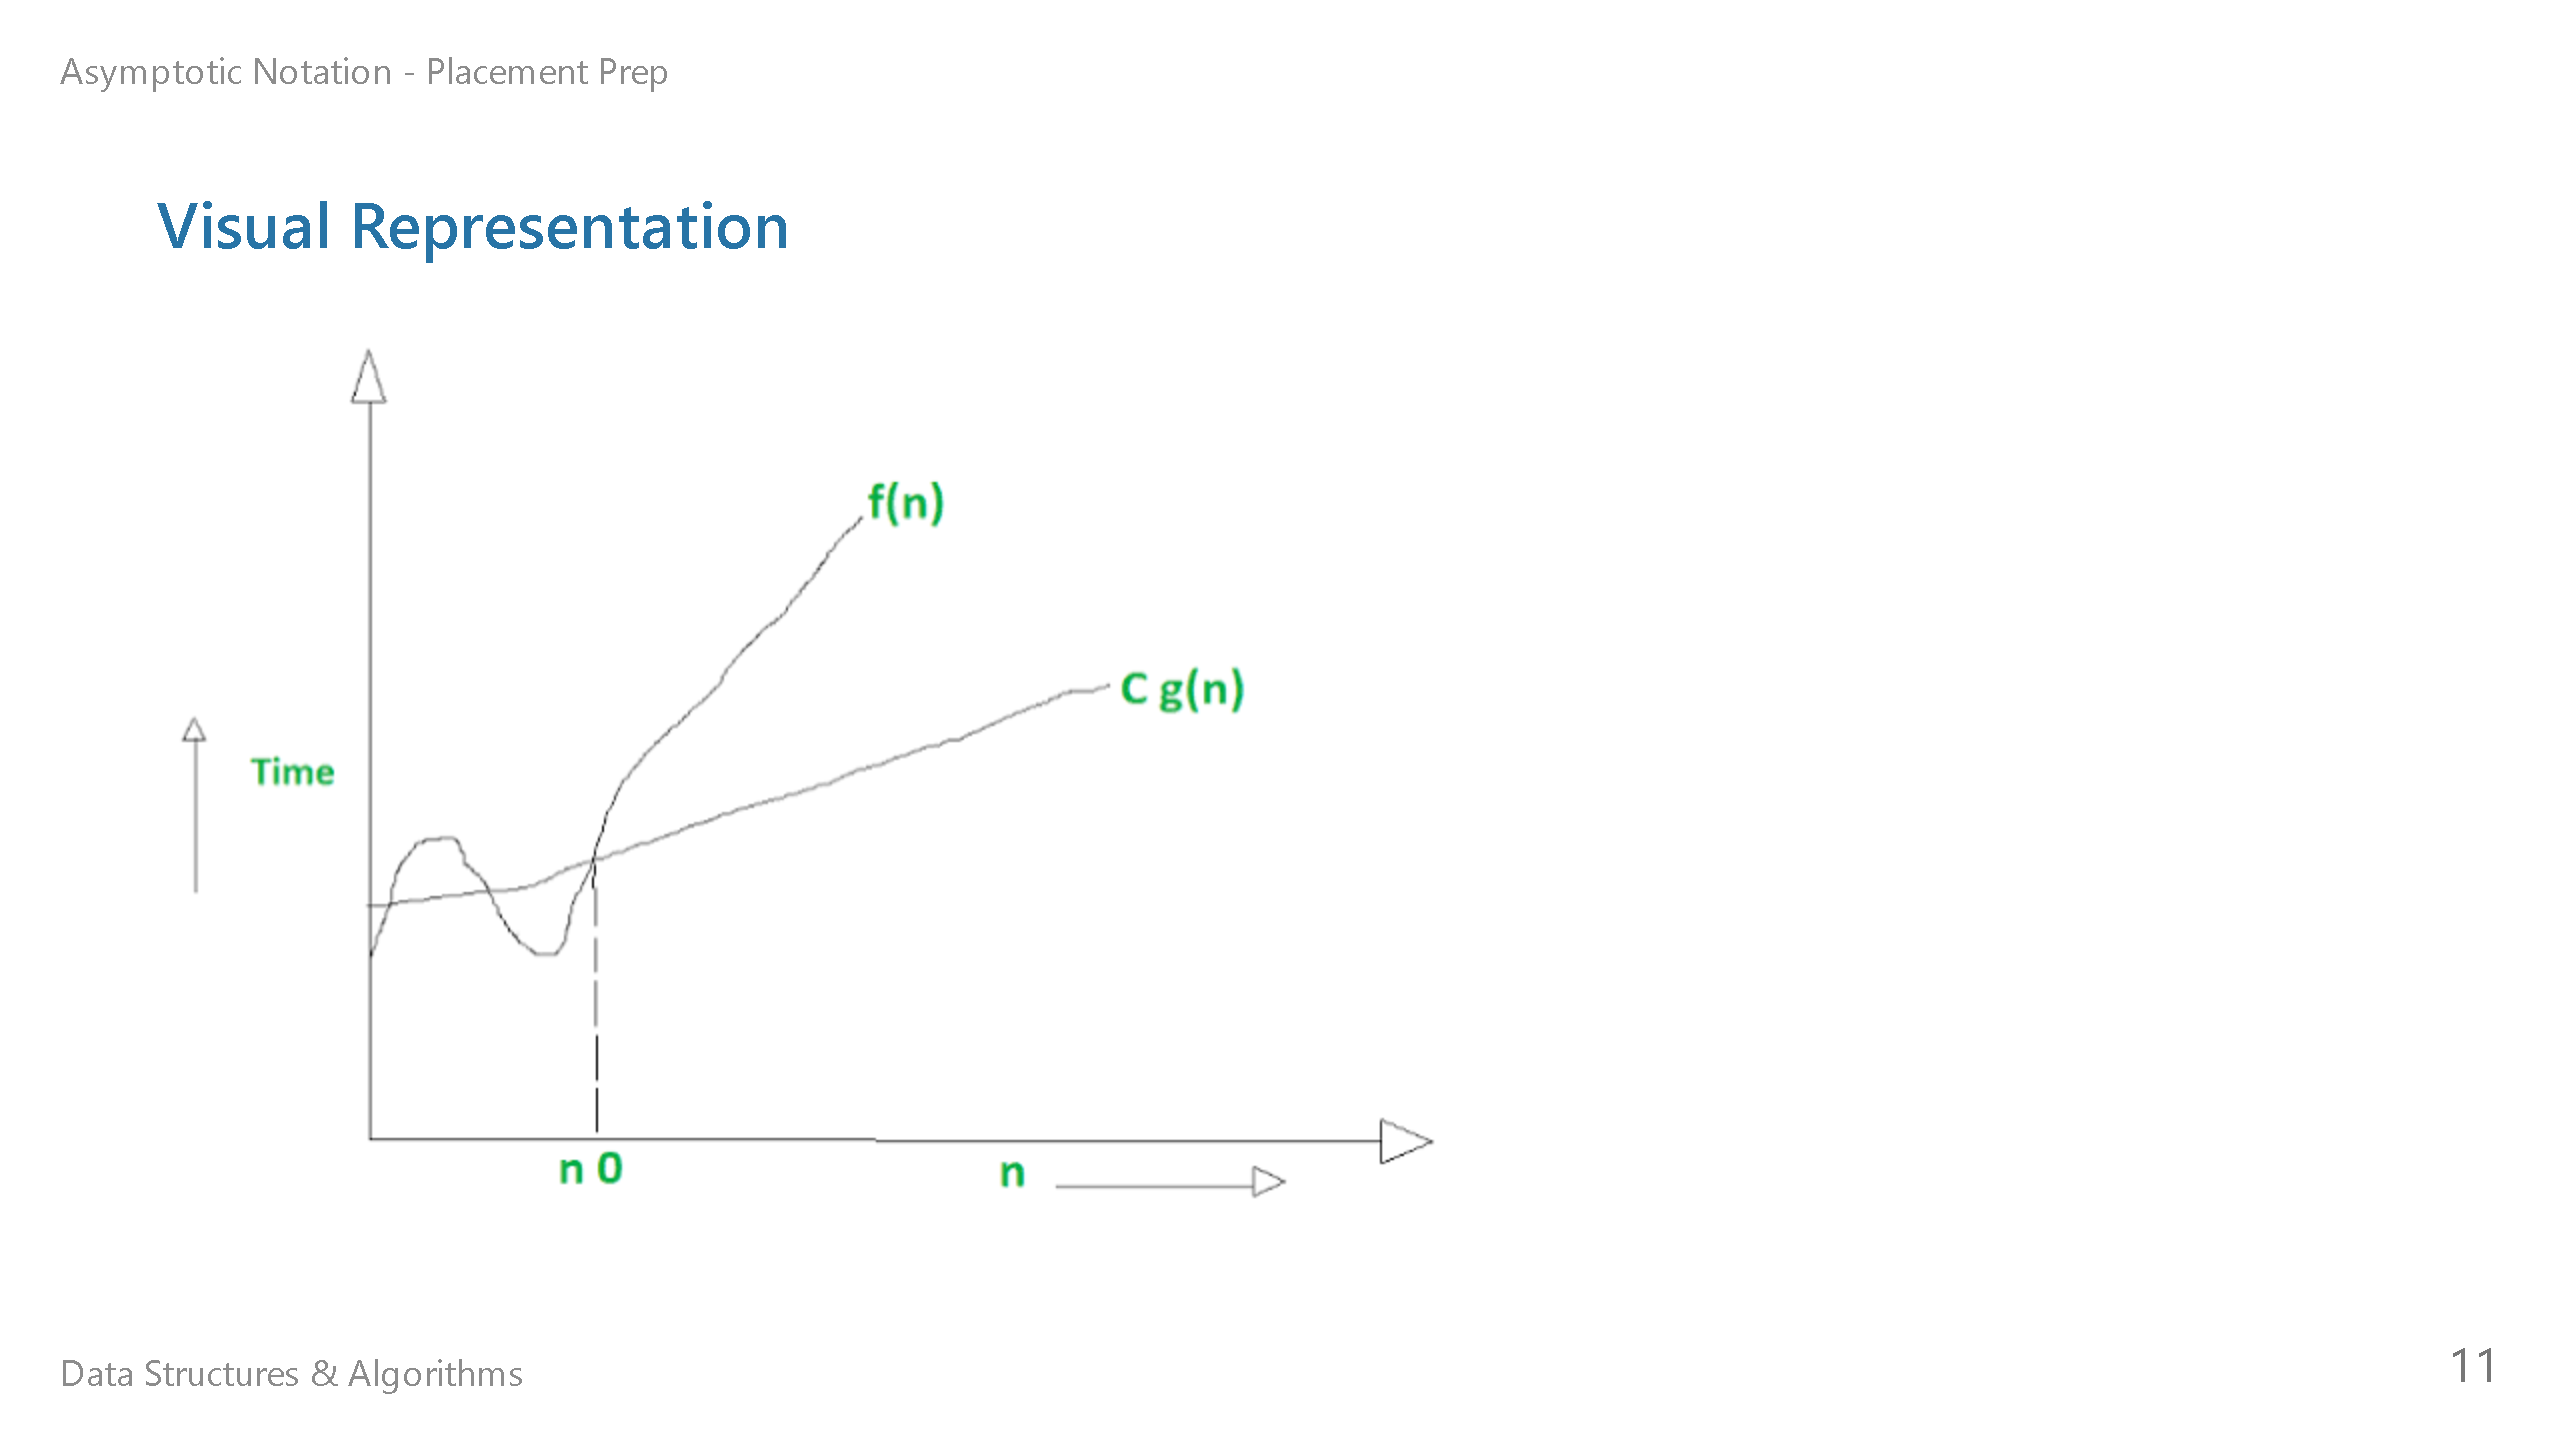 Asymptotic Notation - Placement Prep
Visual Representation
f(n)
C g(n)
Time
n 0
n
Data Structures & Algorithms
11